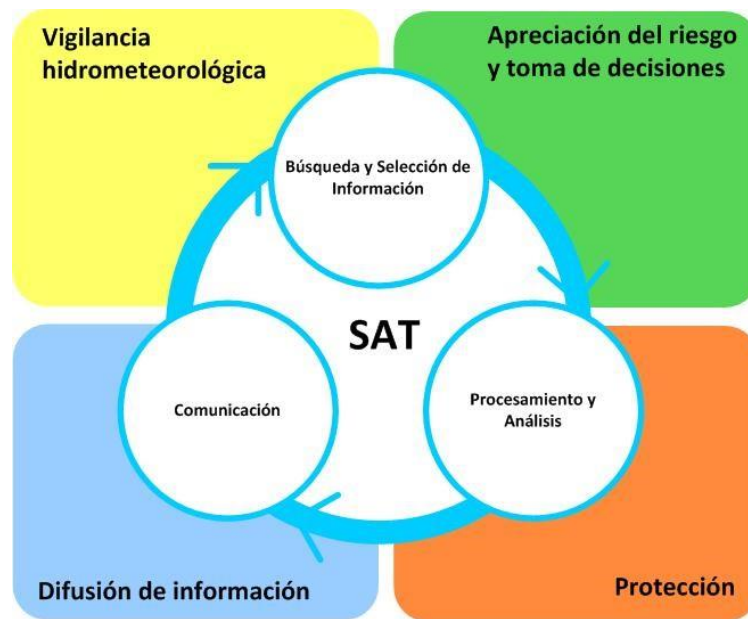 Vigilancia
hidrometeorológica
Apreciación del riesgo
y toma de decisiones
Búsqueda y Selección de
Información
SAT
Comunicación
Procesamiento y
Análisis
Difusión de información
Protección